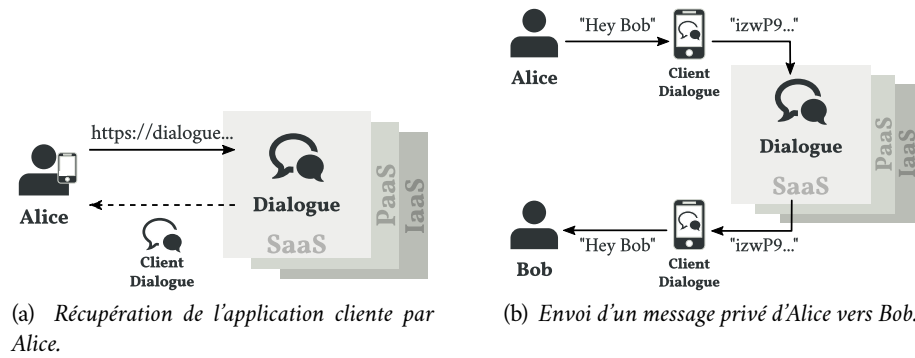 https://dialogue...
Alice
Dialogue
SaaS
PaaS
IaaS
Client
Dialogue
(a) Récupération de l'application cliente par
Alice.
"Hey Bob"
"izwP9..."
Alice
Client
Dialogue
Dialogue
SaaS
PaaS
IaaS
"Hey Bob"
"izwP9..."
Bob
Client
Dialogue
(b) Envoi d'un message privé d'Alice vers Bob.